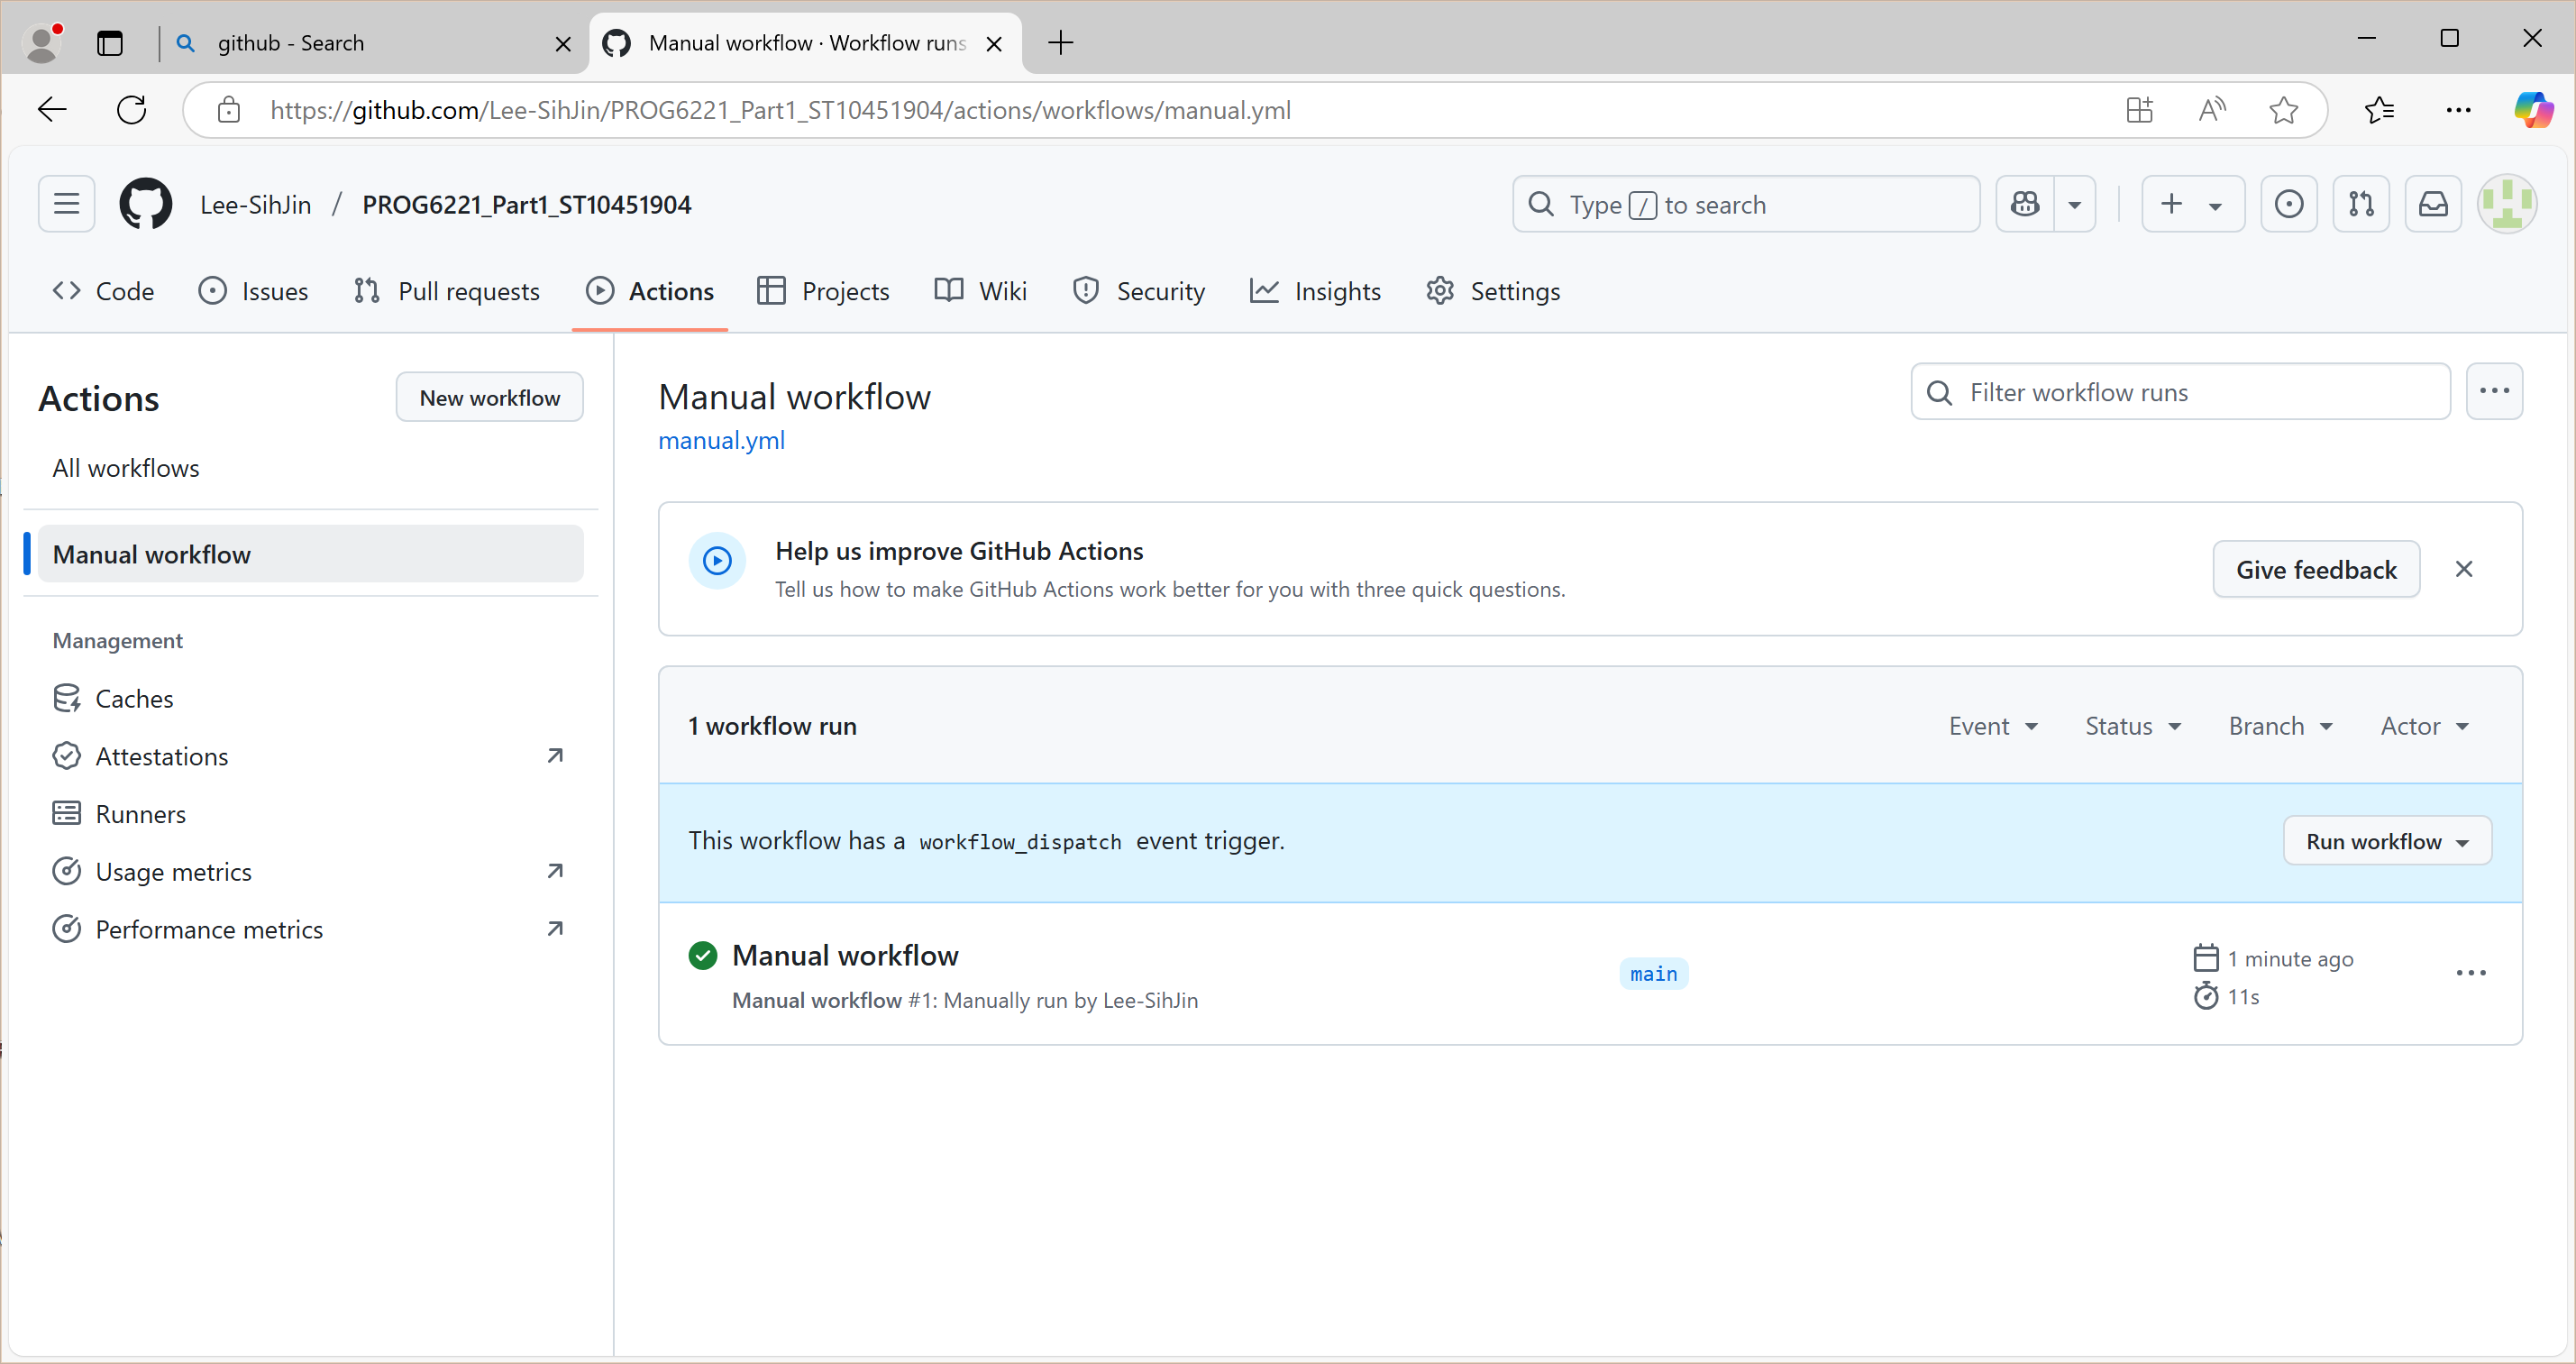 github - Search
Manual workflow · Workflow runs
https://github.com/Lee-SihJin/PROG6221_Part1_ST10451904/actions/workflows/manual.yml
Lee-SihJin / PROG6221_Part1_ST10451904
Type / to search
Code
Issues
Pull requests
Actions
Projects
Wiki
Security
Insights
Settings
Actions
New workflow
All workflows
Manual workflow
Management
Caches
Attestations
Runners
Usage metrics
Performance metrics
Manual workflow
manual.yml
Filter workflow runs
Help us improve GitHub Actions
Tell us how to make GitHub Actions work better for you with three quick questions.
Give feedback
1 workflow run
Event
Status
Branch
Actor
This workflow has a workflow_dispatch event trigger.
Run workflow
Manual workflow
Manual workflow #1: Manually run by Lee-SihJin
main
1 minute ago
11s